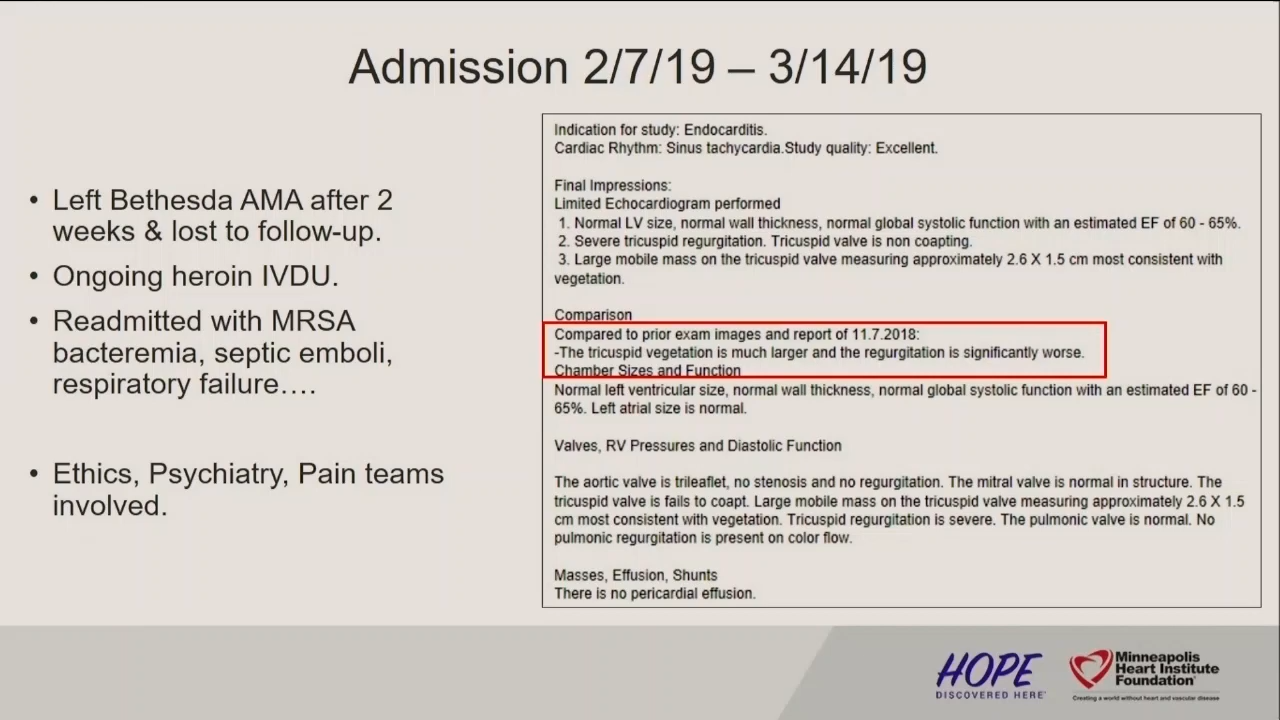 Admission 2/7/19 – 3/14/19
• Left Bethesda AMA after 2
weeks & lost to follow-up.
• Ongoing heroin IVDU.
• Readmitted with MRSA
bacteremia, septic emboli,
respiratory failure….
• Ethics, Psychiatry, Pain teams
involved.
Indication for study: Endocarditis.
Cardiac Rhythm: Sinus tachycardia.Study quality: Excellent.
Final Impressions:
Limited Echocardiogram performed
1. Normal LV size, normal wall thickness, normal global systolic function with an estimated EF of 60 - 65%.
2. Severe tricuspid regurgitation. Tricuspid valve is non coapting.
3. Large mobile mass on the tricuspid valve measuring approximately 2.6 X 1.5 cm most consistent with
vegetation.
Comparison
Compared to prior exam images and report of 11.7.2018:
-The tricuspid vegetation is much larger and the regurgitation is significantly worse.
Chamber Sizes and Function
Normal left ventricular size, normal wall thickness, normal global systolic function with an estimated EF of 60 -
65%. Left atrial size is normal.
Valves, RV Pressures and Diastolic Function
The aortic valve is trileaflet, no stenosis and no regurgitation. The mitral valve is normal in structure. The
tricuspid valve is fails to coapt. Large mobile mass on the tricuspid valve measuring approximately 2.6 X 1.5
cm most consistent with vegetation. Tricuspid regurgitation is severe. The pulmonic valve is normal. No
pulmonic regurgitation is present on color flow.
Masses, Effusion, Shunts
There is no pericardial effusion.
HOPE
DISCOVERED HERE
Minneapolis
Heart Institute
Foundation
Creating a world without heart and vascular disease